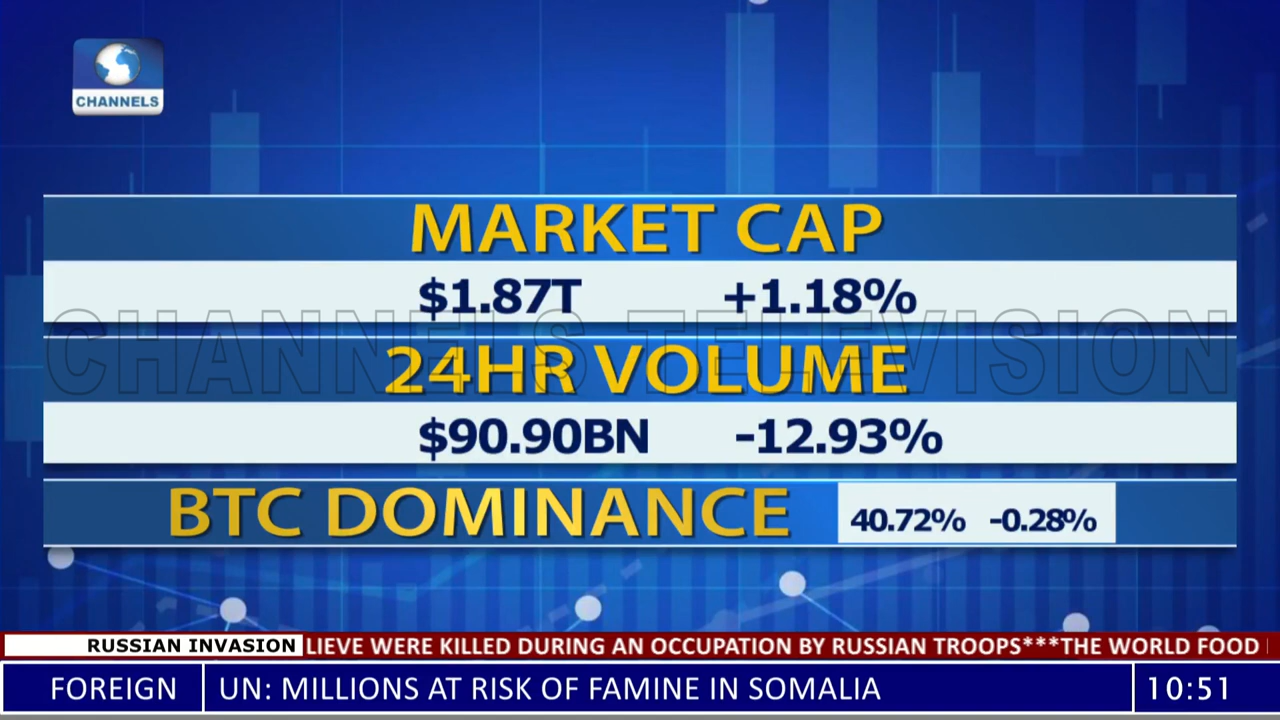 CHANNELS
MARKET CAP
$1.87T +1.18%
CHANNELS TELEVISION
24HR VOLUME
$90.90BN -12.93%
BTC DOMINANCE 40.72% -0.28%
RUSSIAN INVASION LIEVE WERE KILLED DURING AN OCCUPATION BY RUSSIAN TROOPS***THE WORLD FOOD
FOREIGN UN: MILLIONS AT RISK OF FAMINE IN SOMALIA 10:51